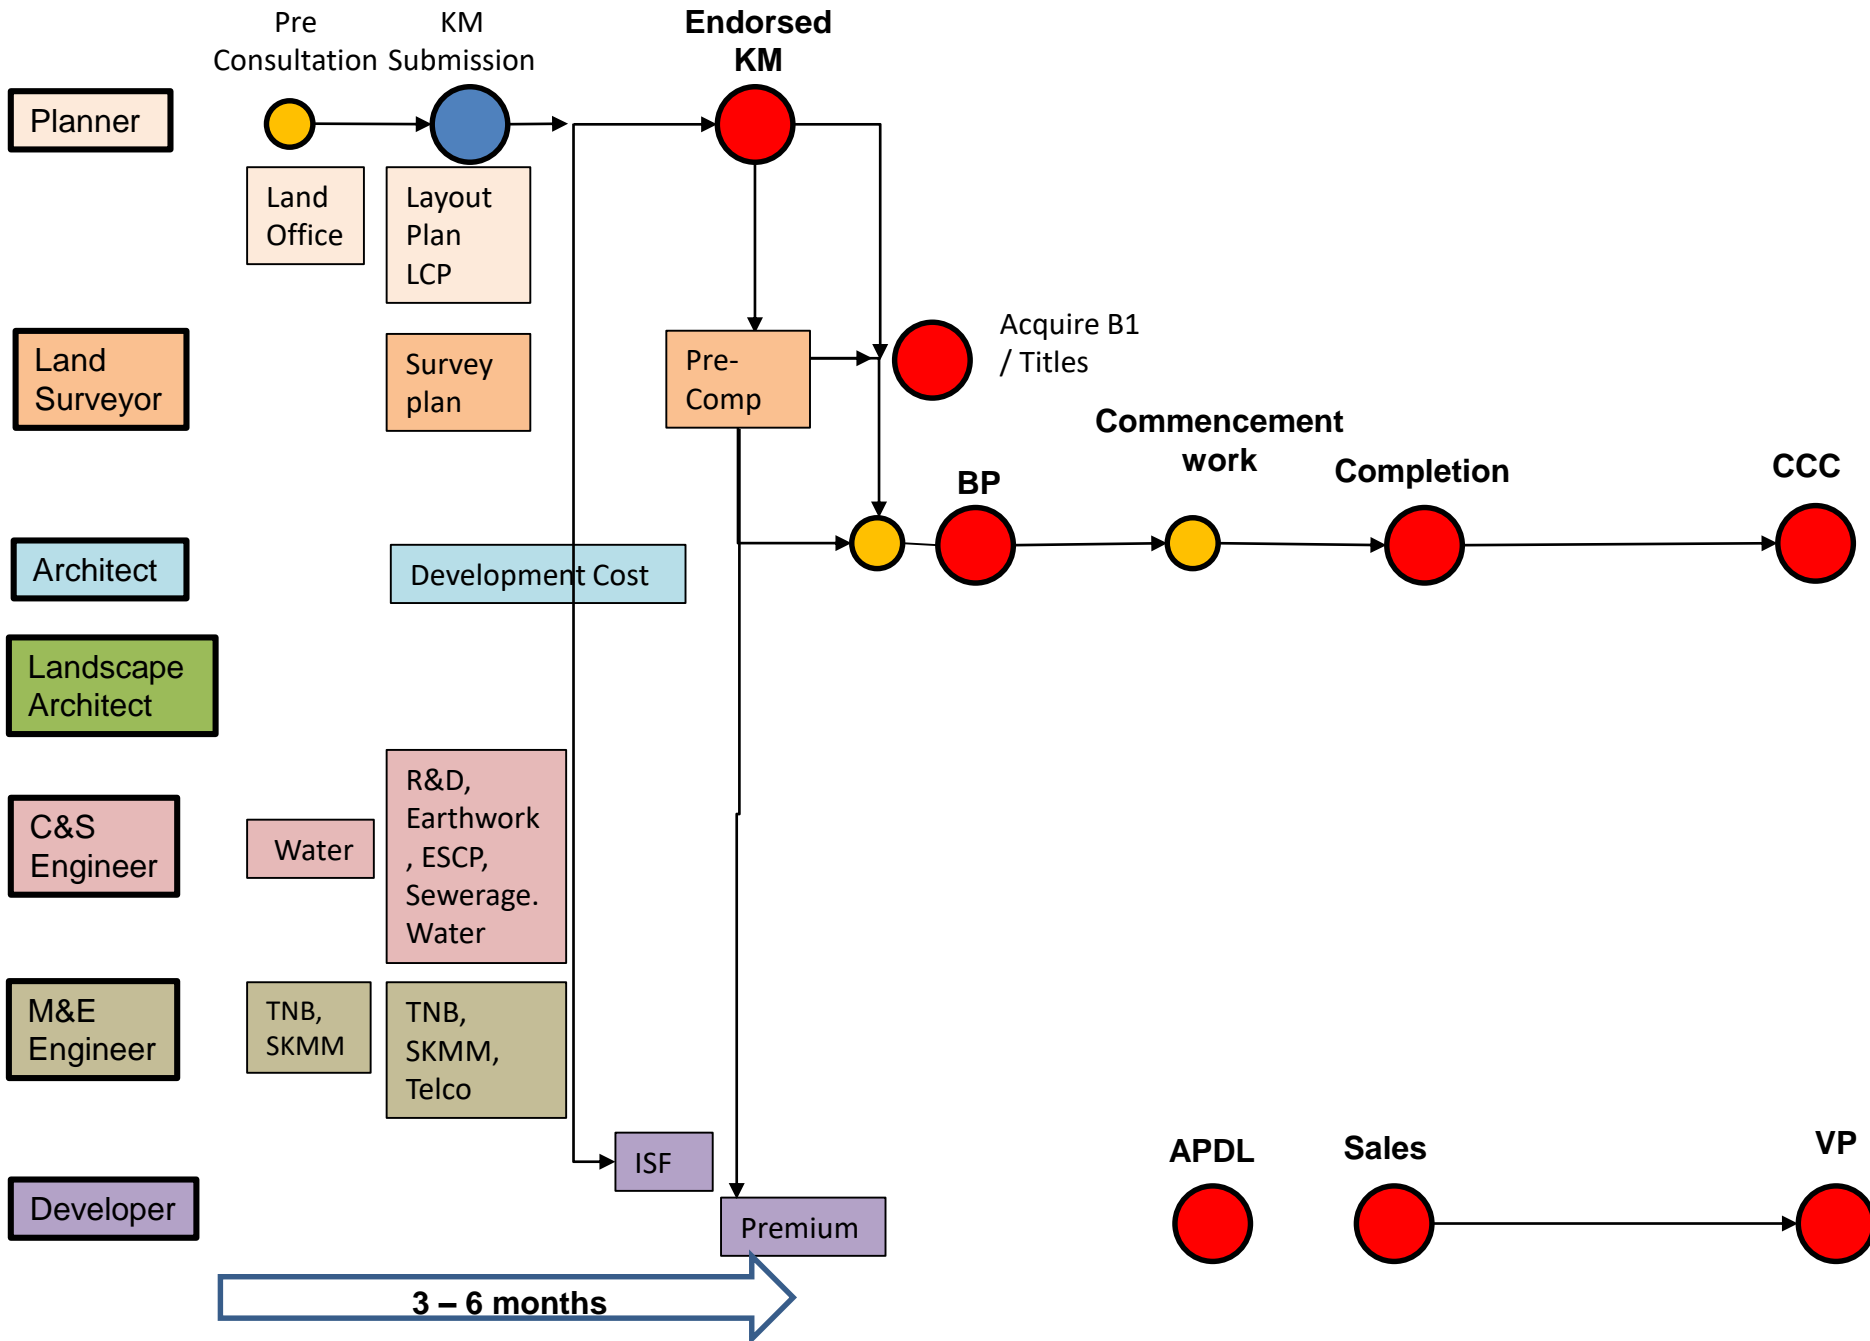 Pre
Consultation
KM
Submission
Endorsed
KM
Planner
Land
Office
Layout
Plan
LCP
Land
Surveyor
Survey
plan
Pre-
Comp
Acquire B1
/ Titles
Commencement
work
Completion
CCC
BP
Architect
Development Cost
Landscape
Architect
C&S
Engineer
Water
R&D,
Earthwork
, ESCP,
Sewerage.
Water
M&E
Engineer
TNB,
SKMM
TNB,
SKMM,
Telco
ISF
APDL
Sales
VP
Developer
Premium
3 – 6 months